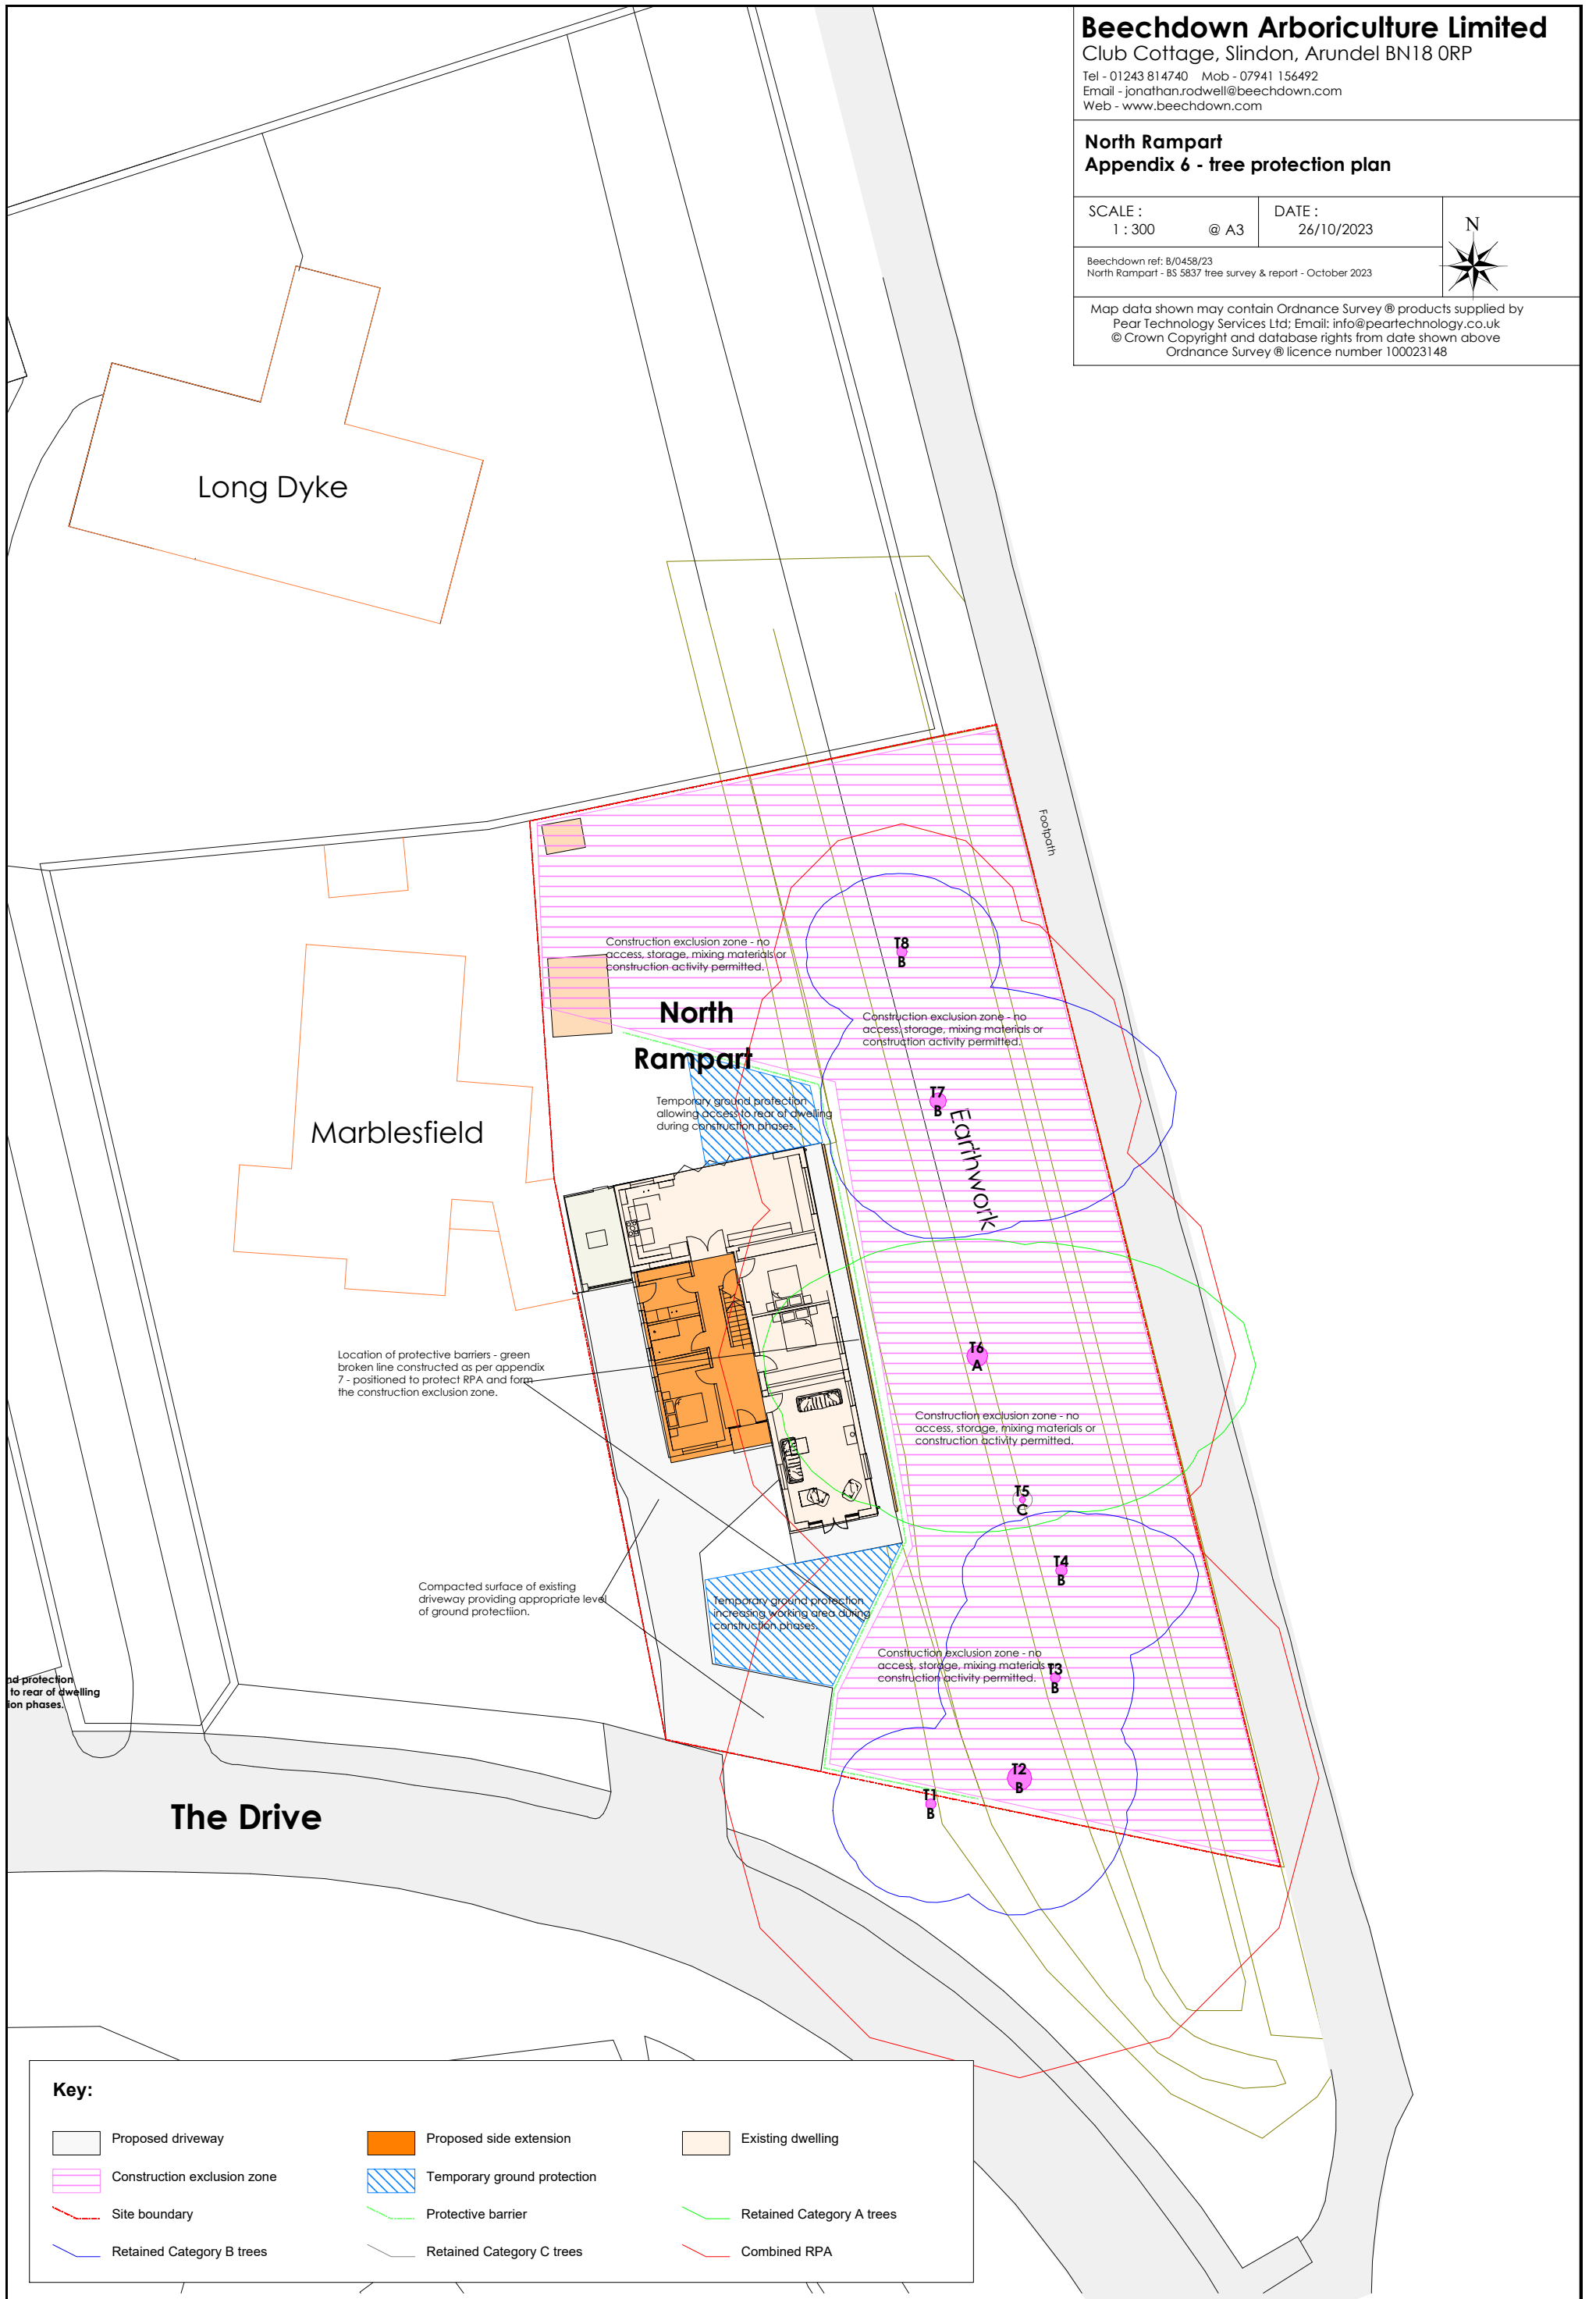 Beechdown Arboriculture Limited
Club Cottage, Slindon, Arundel BN18 0RP
Tel - 01243 814740 Mob - 07941 156492
Email - jonathan.rodwell@beechdown.com
Web - www.beechdown.com
North Rampart
Appendix 6 - tree protection plan
SCALE :
1 : 300 @ A3
DATE :
26/10/2023
N
Beechdown ref: B/0458/23
North Rampart - BS 5837 tree survey & report - October 2023
Map data shown may contain Ordnance Survey ® products supplied by
Pear Technology Services Ltd; Email: info@peartechnology.co.uk
© Crown Copyright and database rights from date shown above
Ordnance Survey ® licence number 100023148
Long Dyke
Footpath
Construction exclusion zone - no
access, storage, mixing materials or
construction activity permitted.
T8
B
North
Rampart
Construction exclusion zone - no
access, storage, mixing materials or
construction activity permitted.
Temporary ground protection
allowing access to rear of dwelling
during construction phases.
T7
B
Earthwork
Marblesfield
Location of protective barriers - green
broken line constructed as per appendix
7 - positioned to protect RPA and form
the construction exclusion zone.
T6
A
Construction exclusion zone - no
access, storage, mixing materials or
construction activity permitted.
T5
C
T4
B
Compacted surface of existing
driveway providing appropriate level
of ground protectiion.
Temporary ground protection
increasing working area during
construction phases.
Construction exclusion zone - no
access, storage, mixing materials
construction activity permitted.
T3
B
nd protection
to rear of dwelling
ion phases.
T2
B
T1
B
The Drive
Key:
Proposed driveway
Proposed side extension
Existing dwelling
Construction exclusion zone
Temporary ground protection
Site boundary
Protective barrier
Retained Category A trees
Retained Category B trees
Retained Category C trees
Combined RPA